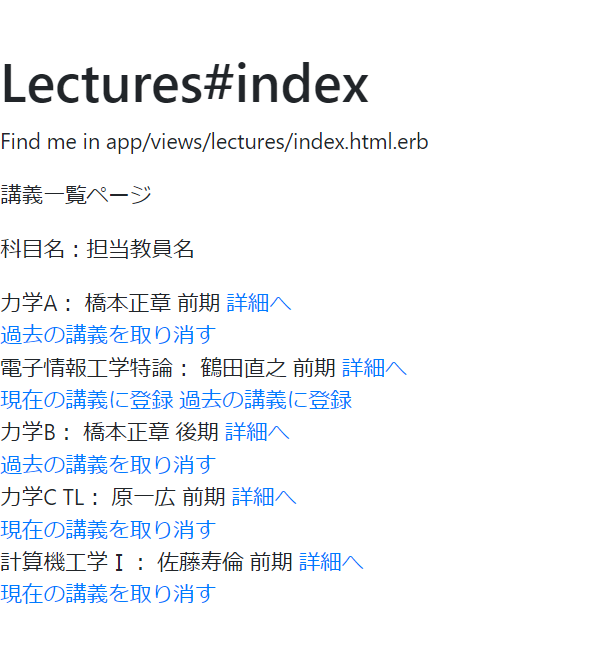 Lectures#index
Find me in app/views/lectures/index.html.erb
講義一覧ページ
科目名：担当教員名
力学A： 橋本正章 前期 詳細へ
過去の講義を取り消す
電子情報工学特論： 鶴田直之 前期 詳細へ
現在の講義に登録 過去の講義に登録
力学B： 橋本正章 後期 詳細へ
過去の講義を取り消す
力学C TL： 原一広 前期 詳細へ
現在の講義を取り消す
計算機工学Ⅰ： 佐藤寿倫 前期 詳細へ
現在の講義を取り消す